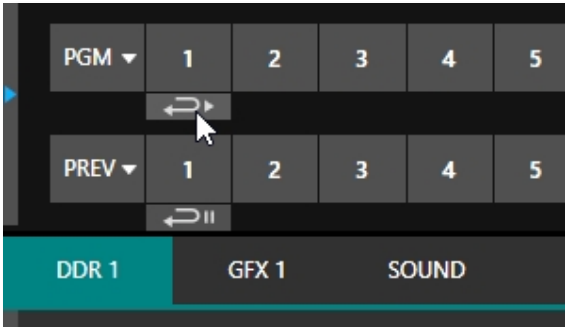 PGM 1 2 3 4 5
PREV 1 2 3 4 5
DDR 1 GFX 1 SOUND